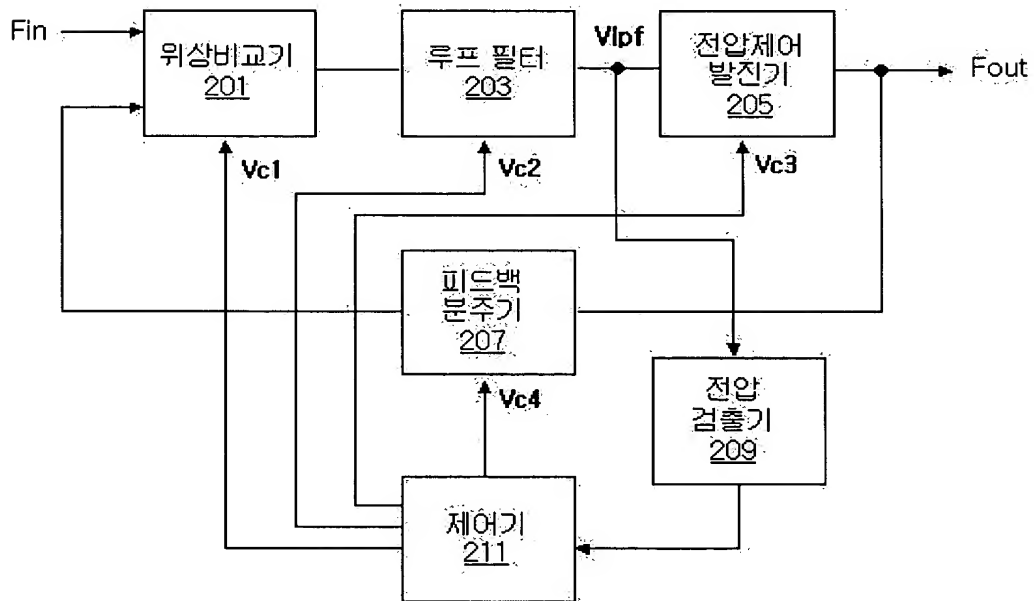 Fin
위상비교기
201
루프 필터
203
Vlpf
전압제어
발진기
205
Fout
Vc1
Vc2
Vc3
피드백
분주기
207
Vc4
전압
검출기
209
제어기
211